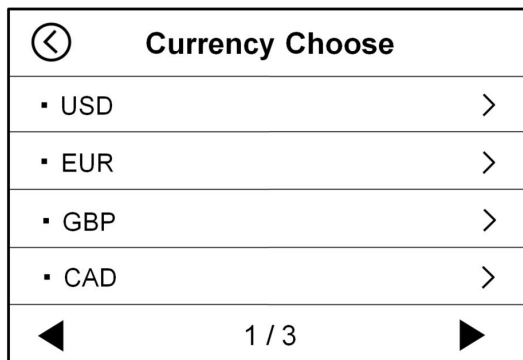 Currency Choose
▪ USD
▪ EUR
▪ GBP
▪ CAD
1 / 3